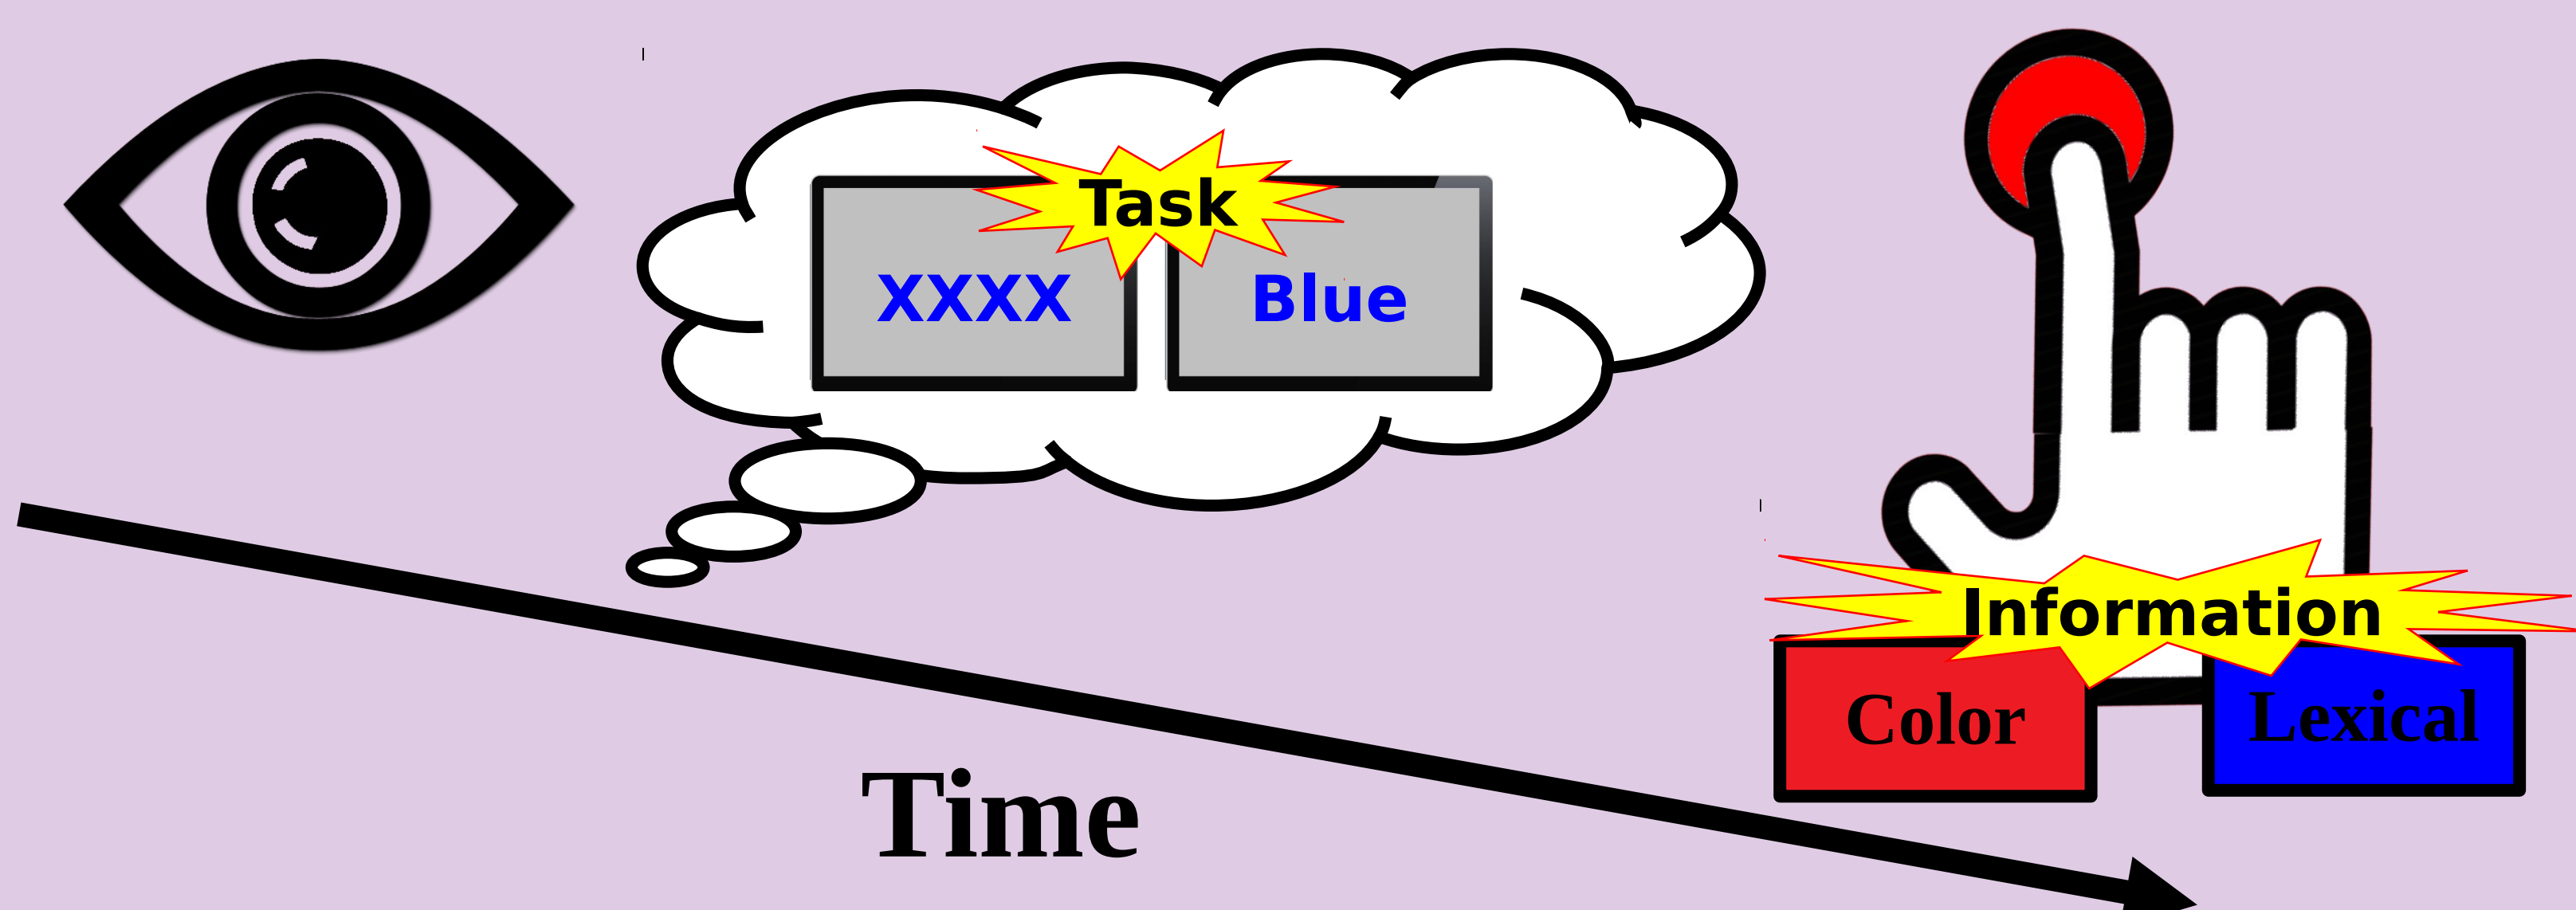 Task
XXXX
Blue
Information
Color
Lexical
Time